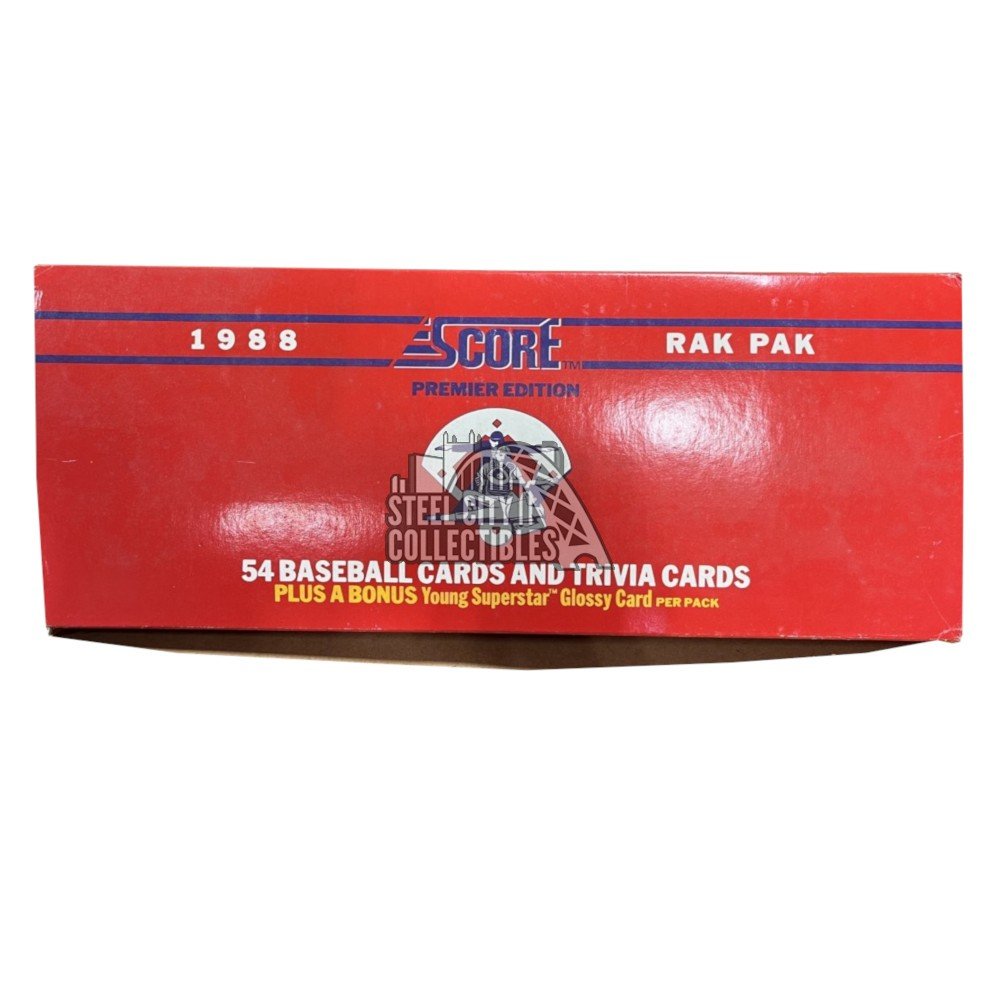 1988 SCORE™ RAK PAK
PREMIER EDITION
STEEL CITY
COLLECTIBLES
54 BASEBALL CARDS AND TRIVIA CARDS
PLUS A BONUS Young Superstar™ Glossy Card PER PACK